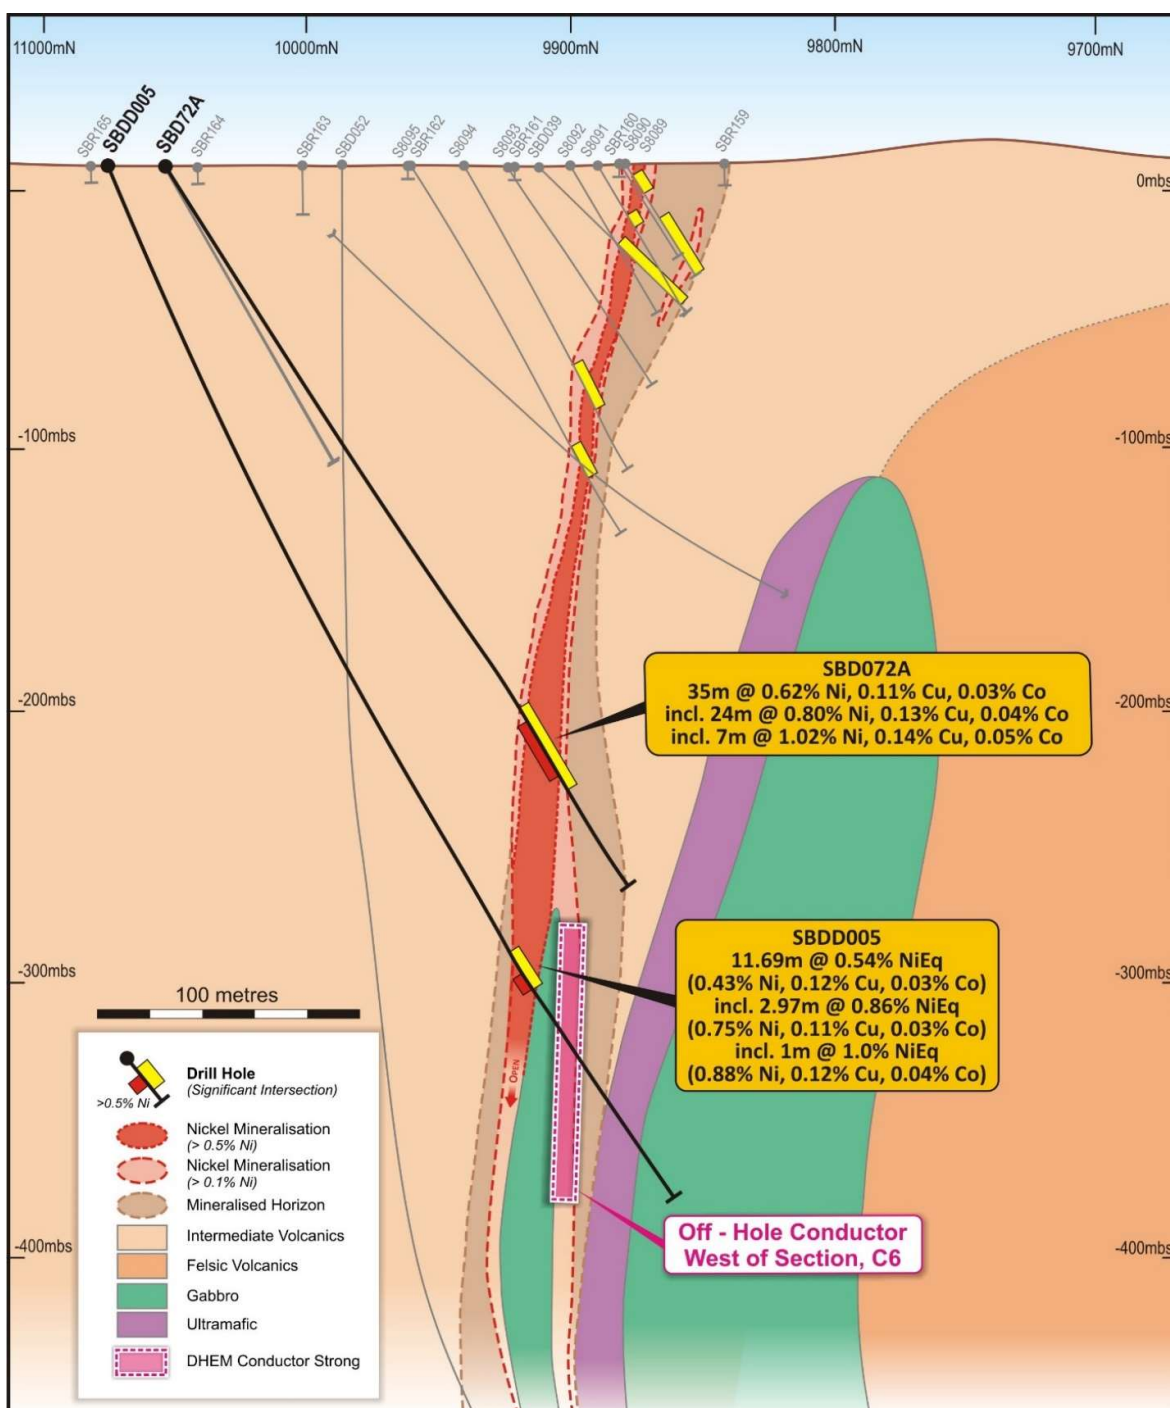 11000mN
10000mN
9900mN
9800mN
9700mN
SBR165
SBDD005
SBD72A
SBR164
SBR163
SBD052
S8095
SBR162
S8094
S8093
SBR161
SBD039
S8092
S8091
SBR160
S8090
S8089
SBR159
0mbs
-100mbs
-100mbs
-200mbs
-200mbs
-300mbs
-300mbs
-400mbs
-400mbs
SBD072A
35m @ 0.62% Ni, 0.11% Cu, 0.03% Co
incl. 24m @ 0.80% Ni, 0.13% Cu, 0.04% Co
incl. 7m @ 1.02% Ni, 0.14% Cu, 0.05% Co
SBDD005
11.69m @ 0.54% NiEq
(0.43% Ni, 0.12% Cu, 0.03% Co)
incl. 2.97m @ 0.86% NiEq
(0.75% Ni, 0.11% Cu, 0.03% Co)
incl. 1m @ 1.0% NiEq
(0.88% Ni, 0.12% Cu, 0.04% Co)
OPEN
Off - Hole Conductor
West of Section, C6
100 metres
Drill Hole
(Significant Intersection)
>0.5% Ni
Nickel Mineralisation
(> 0.5% Ni)
Nickel Mineralisation
(> 0.1% Ni)
Mineralised Horizon
Intermediate Volcanics
Felsic Volcanics
Gabbro
Ultramafic
DHEM Conductor Strong